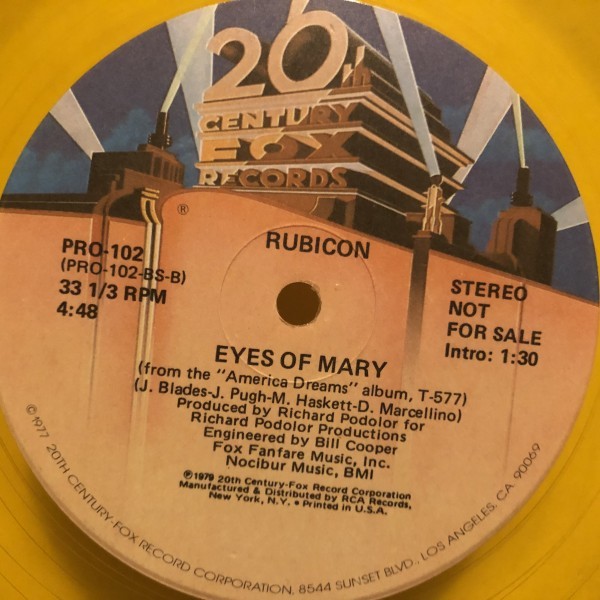 20th
CENTURY
FOX
RECORDS
®
RUBICON
PRO-102
(PRO-102-BS-B)
33 1/3 RPM
4:48
STEREO
NOT
FOR SALE
Intro: 1:30
EYES OF MARY
(from the "America Dreams" album, T-577)
(J. Blades-J. Pugh-M. Haskett-D. Marcellino)
Produced by Richard Podolor for
Richard Podolor Productions
Engineered by Bill Cooper
Fox Fanfare Music, Inc.
Nocibur Music, BMI
℗1979 20th Century-Fox Record Corporation
Manufactured & Distributed by RCA Records,
New York, N.Y. • Printed in U.S.A.
© 1977 20TH CENTURY-FOX RECORD CORPORATION, 8544 SUNSET BLVD., LOS ANGELES, CA 90069